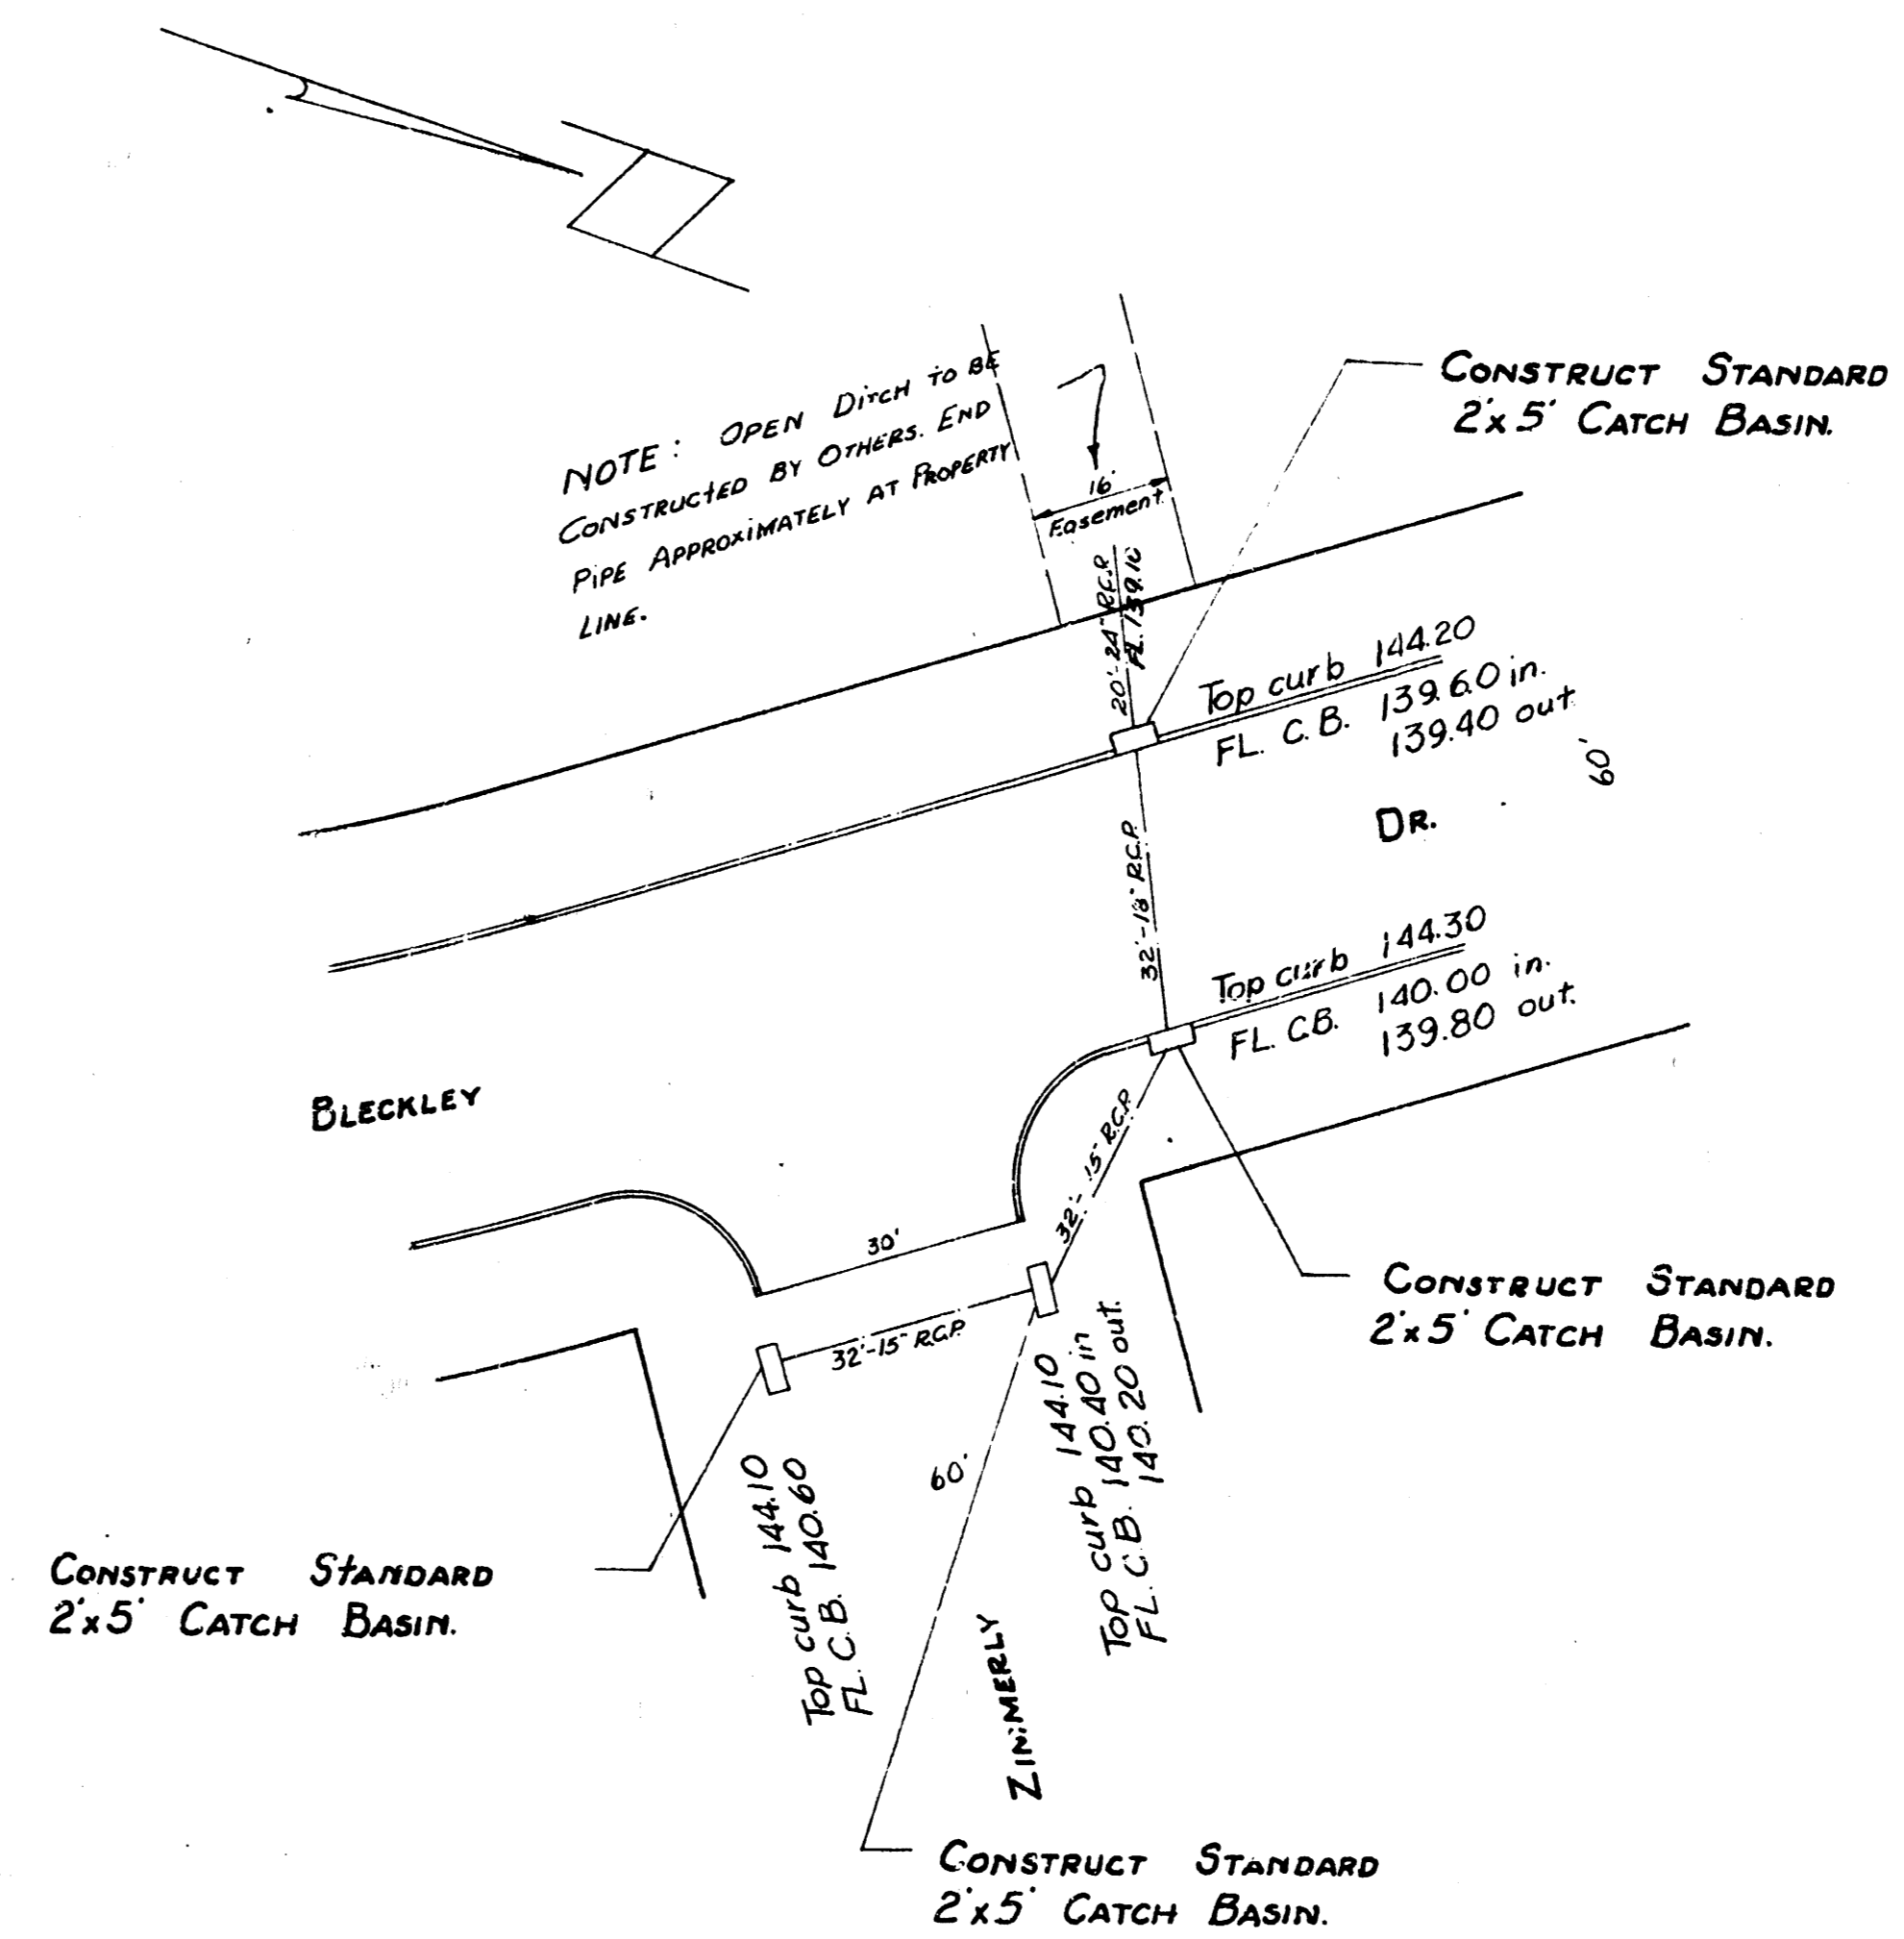 NOTE: OPEN DITCH TO BE
CONSTRUCTED BY OTHERS. END
PIPE APPROXIMATELY AT PROPERTY
LINE.
16'
Easement
CONSTRUCT STANDARD
2'x5' CATCH BASIN.
20'-24" R.C.P.
FL. 139.10
Top curb 144.20
FL. C.B. 139.60 in.
139.40 out
60'
DR.
32'-18" R.C.P.
Top curb 144.30
FL. C.B. 140.00 in.
139.80 out.
BLECKLEY
32'-15" R.C.P.
30'
32'-15" R.C.P.
CONSTRUCT STANDARD
2'x5' CATCH BASIN.
Top curb 144.10
FL. C.B. 140.40 in
140.20 out.
60'
Top curb 144.10
FL. C.B. 140.60
CONSTRUCT STANDARD
2'x5' CATCH BASIN.
ZIMMERLY
CONSTRUCT STANDARD
2'x5' CATCH BASIN.